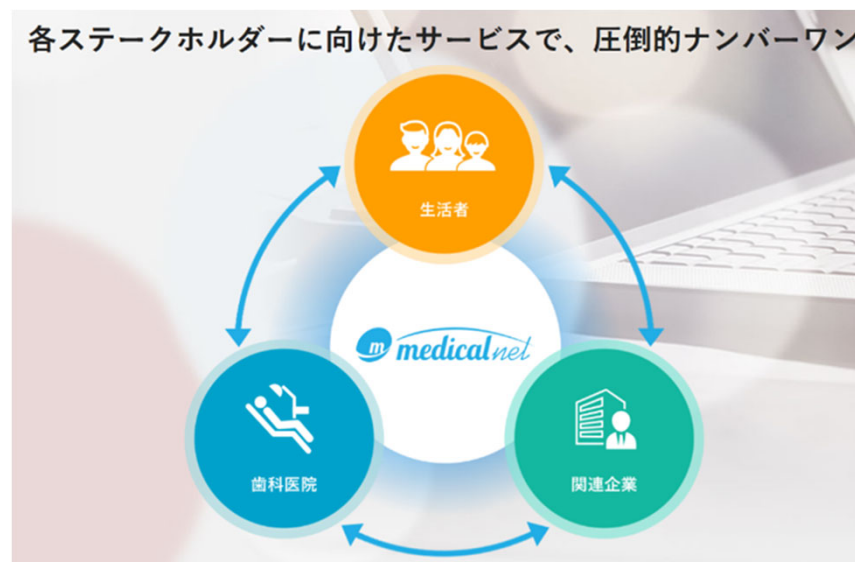 各ステークホルダーに向けたサービスで、圧倒的ナンバーワン
生活者
m medicalnet
歯科医院
関連企業